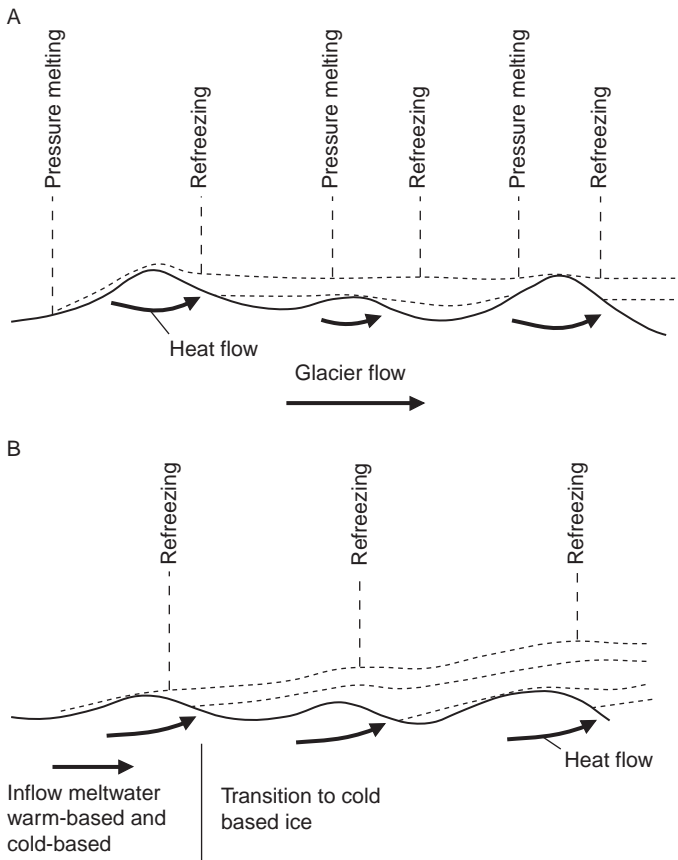 A
Pressure melting
Refreezing
Pressure melting
Refreezing
Pressure melting
Refreezing
Heat flow
Glacier flow
B
Refreezing
Refreezing
Refreezing
Heat flow
Inflow meltwater
warm-based and
cold-based
Transition to cold
based ice